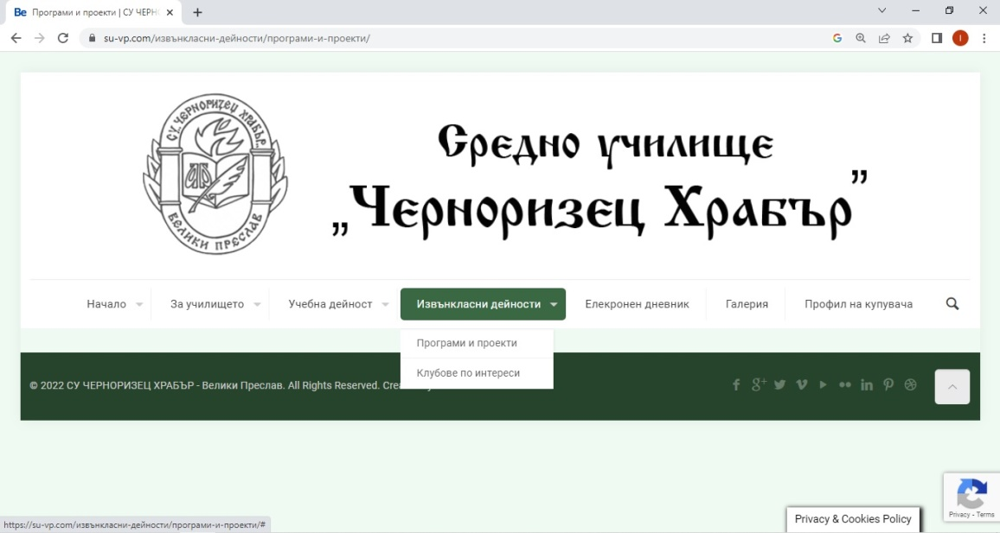 Be Програми и проекти | СУ ЧЕРН
su-vp.com/извънкласни-дейности/програми-и-проекти/
G
I
СУ. ЧЕРНОРИЗЕЦ ХРАБЪР.
ВЕЛИКИ ПРЕСЛАВ
Средно училище
„Черноризец Храбър”
Начало
За училището
Учебна дейност
Извънкласни дейности
Елекронен дневник
Галерия
Профил на купувача
Програми и проекти
Клубове по интереси
© 2022 СУ ЧЕРНОРИЗЕЦ ХРАБЪР - Велики Преслав. All Rights Reserved.
Privacy - Terms
Privacy & Cookies Policy
https://su-vp.com/извънкласни-дейности/програми-и-проекти/#